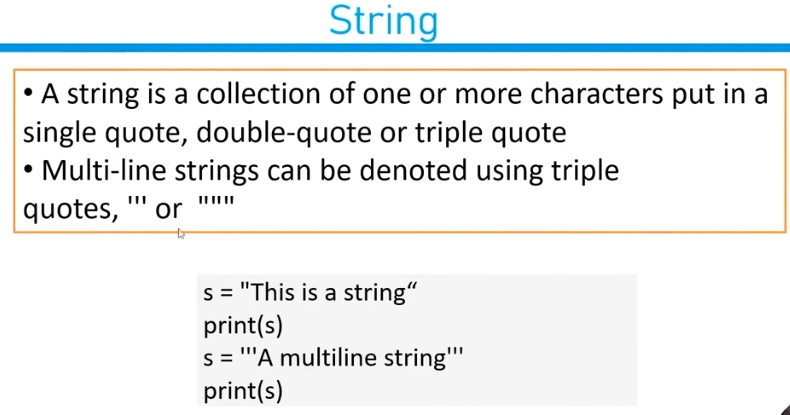 String
• A string is a collection of one or more characters put in a
single quote, double-quote or triple quote
• Multi-line strings can be denoted using triple
quotes, ''' or """
s = "This is a string“
print(s)
s = '''A multiline string'''
print(s)